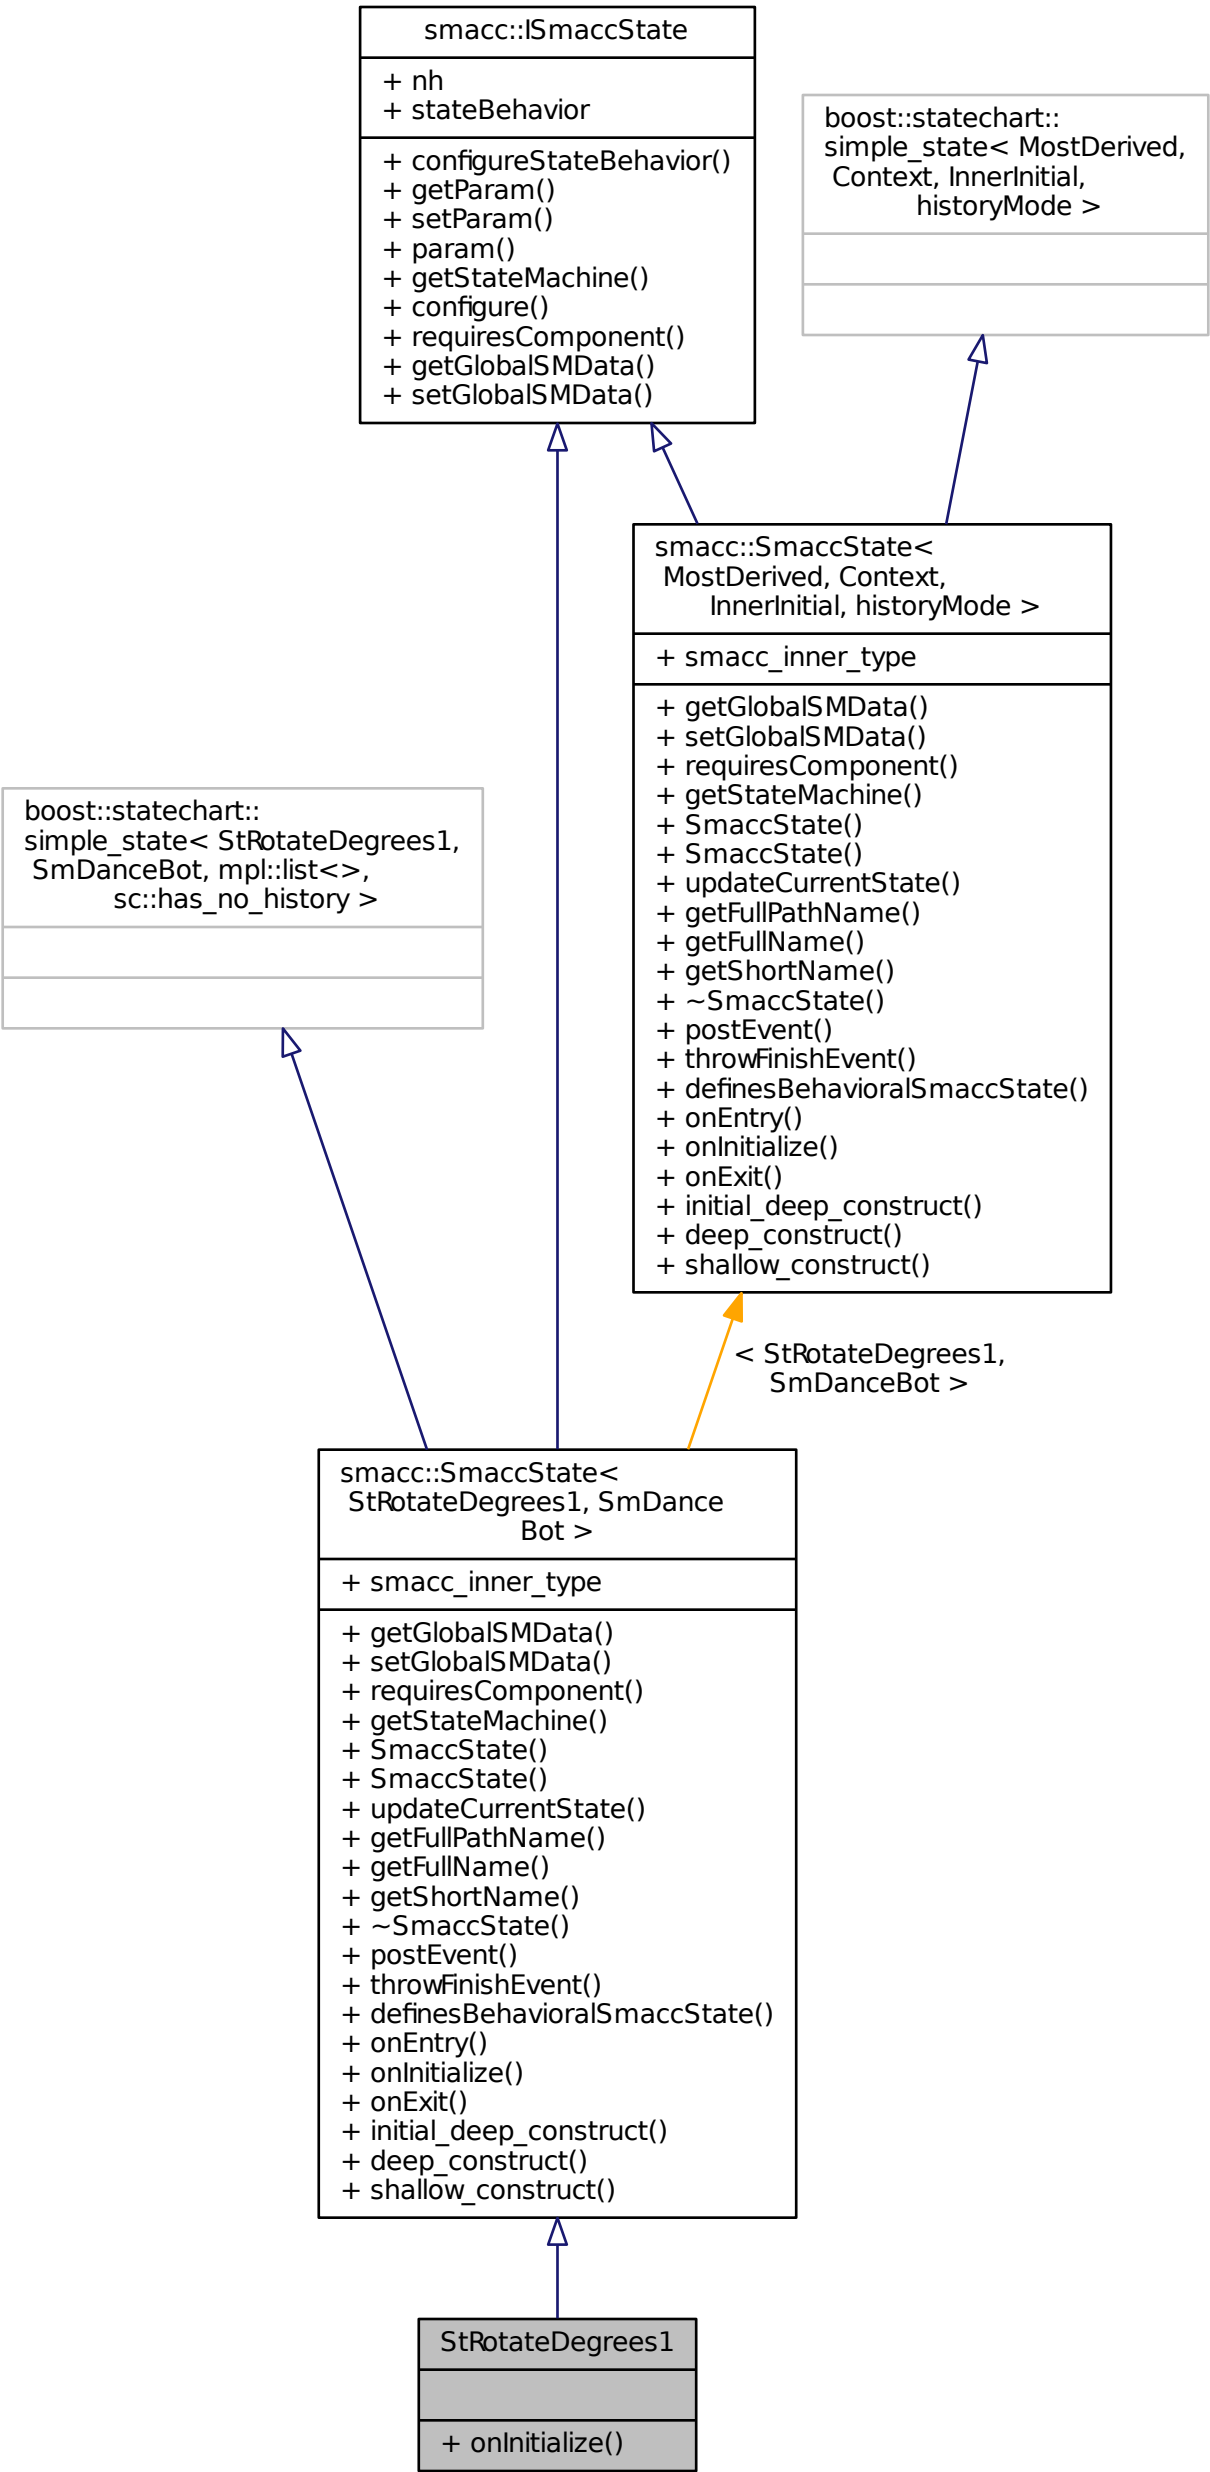 smacc::ISmaccState
+ nh
+ stateBehavior
+ configureStateBehavior()
+ getParam()
+ setParam()
+ param()
+ getStateMachine()
+ configure()
+ requiresComponent()
+ getGlobalSMData()
+ setGlobalSMData()
boost::statechart::
simple_state< MostDerived,
Context, InnerInitial,
historyMode >
smacc::SmaccState<
MostDerived, Context,
InnerInitial, historyMode >
+ smacc_inner_type
+ getGlobalSMData()
+ setGlobalSMData()
+ requiresComponent()
+ getStateMachine()
+ SmaccState()
+ SmaccState()
+ updateCurrentState()
+ getFullPathName()
+ getFullName()
+ getShortName()
+ ~SmaccState()
+ postEvent()
+ throwFinishEvent()
+ definesBehavioralSmaccState()
+ onEntry()
+ onInitialize()
+ onExit()
+ initial_deep_construct()
+ deep_construct()
+ shallow_construct()
boost::statechart::
simple_state< StRotateDegrees1,
SmDanceBot, mpl::list<>,
sc::has_no_history >
< StRotateDegrees1,
SmDanceBot >
smacc::SmaccState<
StRotateDegrees1, SmDance
Bot >
+ smacc_inner_type
+ getGlobalSMData()
+ setGlobalSMData()
+ requiresComponent()
+ getStateMachine()
+ SmaccState()
+ SmaccState()
+ updateCurrentState()
+ getFullPathName()
+ getFullName()
+ getShortName()
+ ~SmaccState()
+ postEvent()
+ throwFinishEvent()
+ definesBehavioralSmaccState()
+ onEntry()
+ onInitialize()
+ onExit()
+ initial_deep_construct()
+ deep_construct()
+ shallow_construct()
StRotateDegrees1
+ onInitialize()